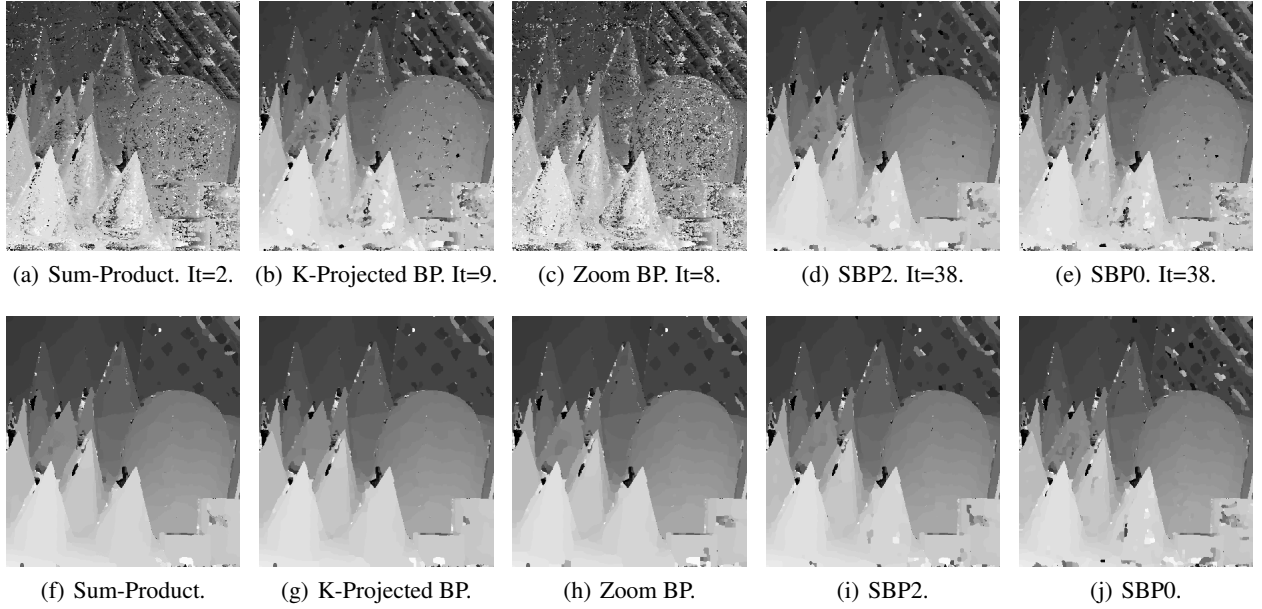 (a) Sum-Product. It=2.
(b) K-Projected BP. It=9.
(c) Zoom BP. It=8.
(d) SBP2. It=38.
(e) SBP0. It=38.
(f) Sum-Product.
(g) K-Projected BP.
(h) Zoom BP.
(i) SBP2.
(j) SBP0.